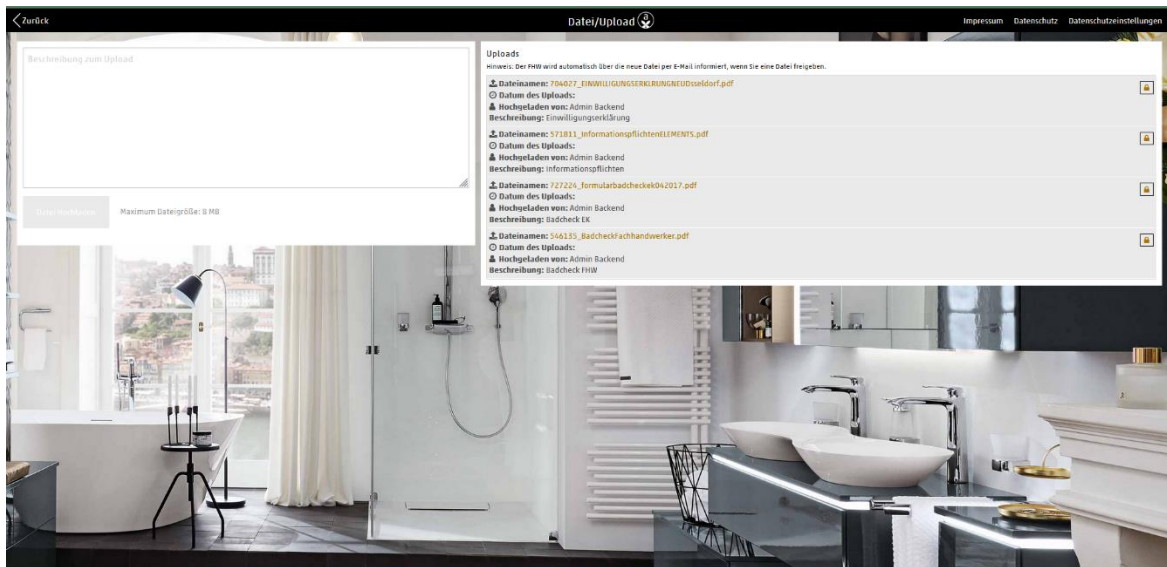 Zurück
Datei/Upload
Impressum Datenschutz Datenschutzeinstellungen
Beschreibung zum Upload
Datei Hochladen
Maximum Dateigröße: 8 MB
Uploads
Hinweis: Der FHW wird automatisch über die neue Datei per E-Mail informiert, wenn Sie eine Datei freigeben.
Dateinamen: 704027_EINWILLIGUNGSERKLRUNGNEUDsseldorf.pdf
Datum des Uploads:
Hochgeladen von: Admin Backend
Beschreibung: Einwilligungserklärung
Dateinamen: 571811_InformationspflichtenELEMENTS.pdf
Datum des Uploads:
Hochgeladen von: Admin Backend
Beschreibung: Informationspflichten
Dateinamen: 727224_formularbadcheckek042017.pdf
Datum des Uploads:
Hochgeladen von: Admin Backend
Beschreibung: Badcheck EK
Dateinamen: 546135_BadcheckFachhandwerker.pdf
Datum des Uploads:
Hochgeladen von: Admin Backend
Beschreibung: Badcheck FHW